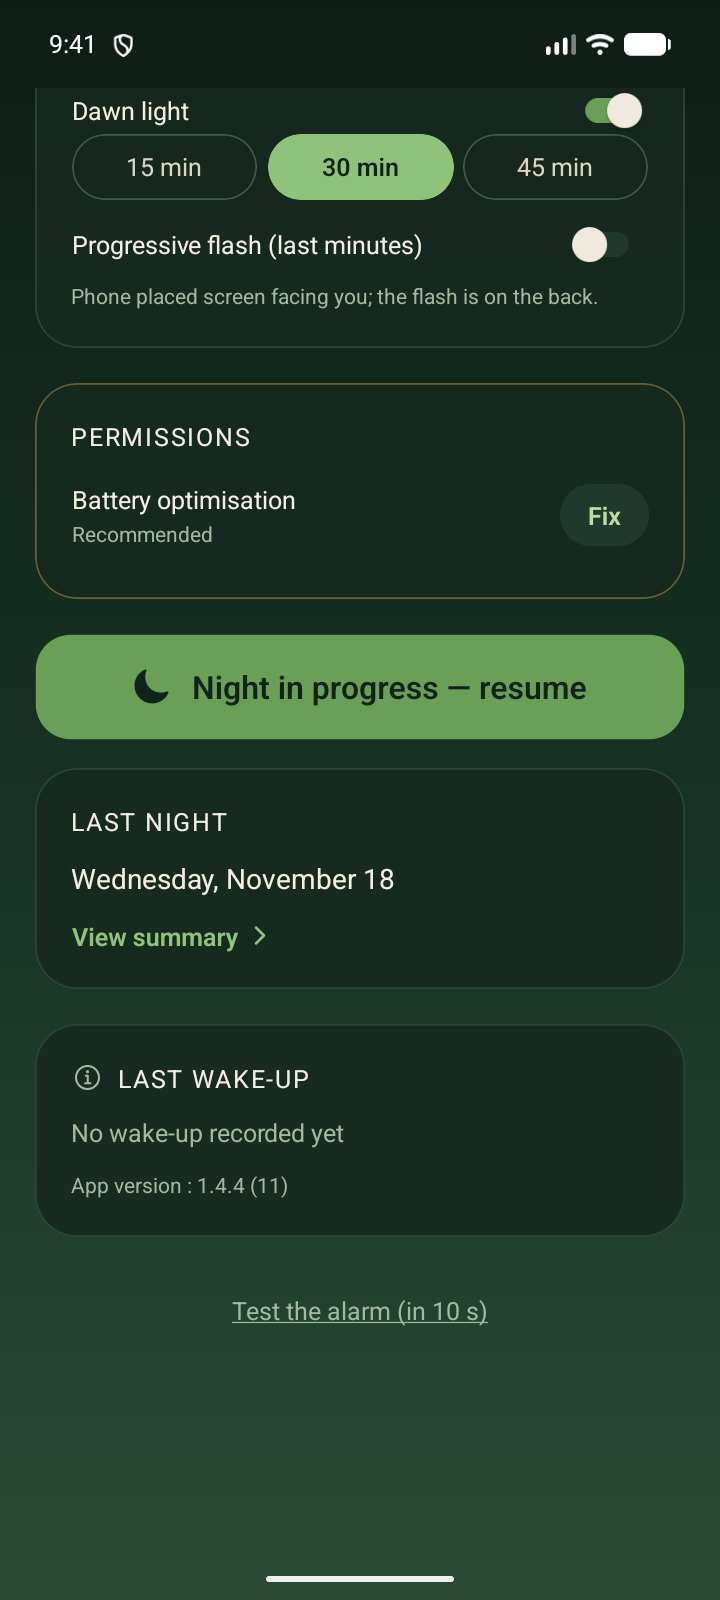 9:41
Dawn light
15 min
30 min
45 min
Progressive flash (last minutes)
Phone placed screen facing you; the flash is on the back.
PERMISSIONS
Battery optimisation
Recommended
Fix
Night in progress — resume
LAST NIGHT
Wednesday, November 18
View summary
LAST WAKE-UP
No wake-up recorded yet
App version : 1.4.4 (11)
Test the alarm (in 10 s)